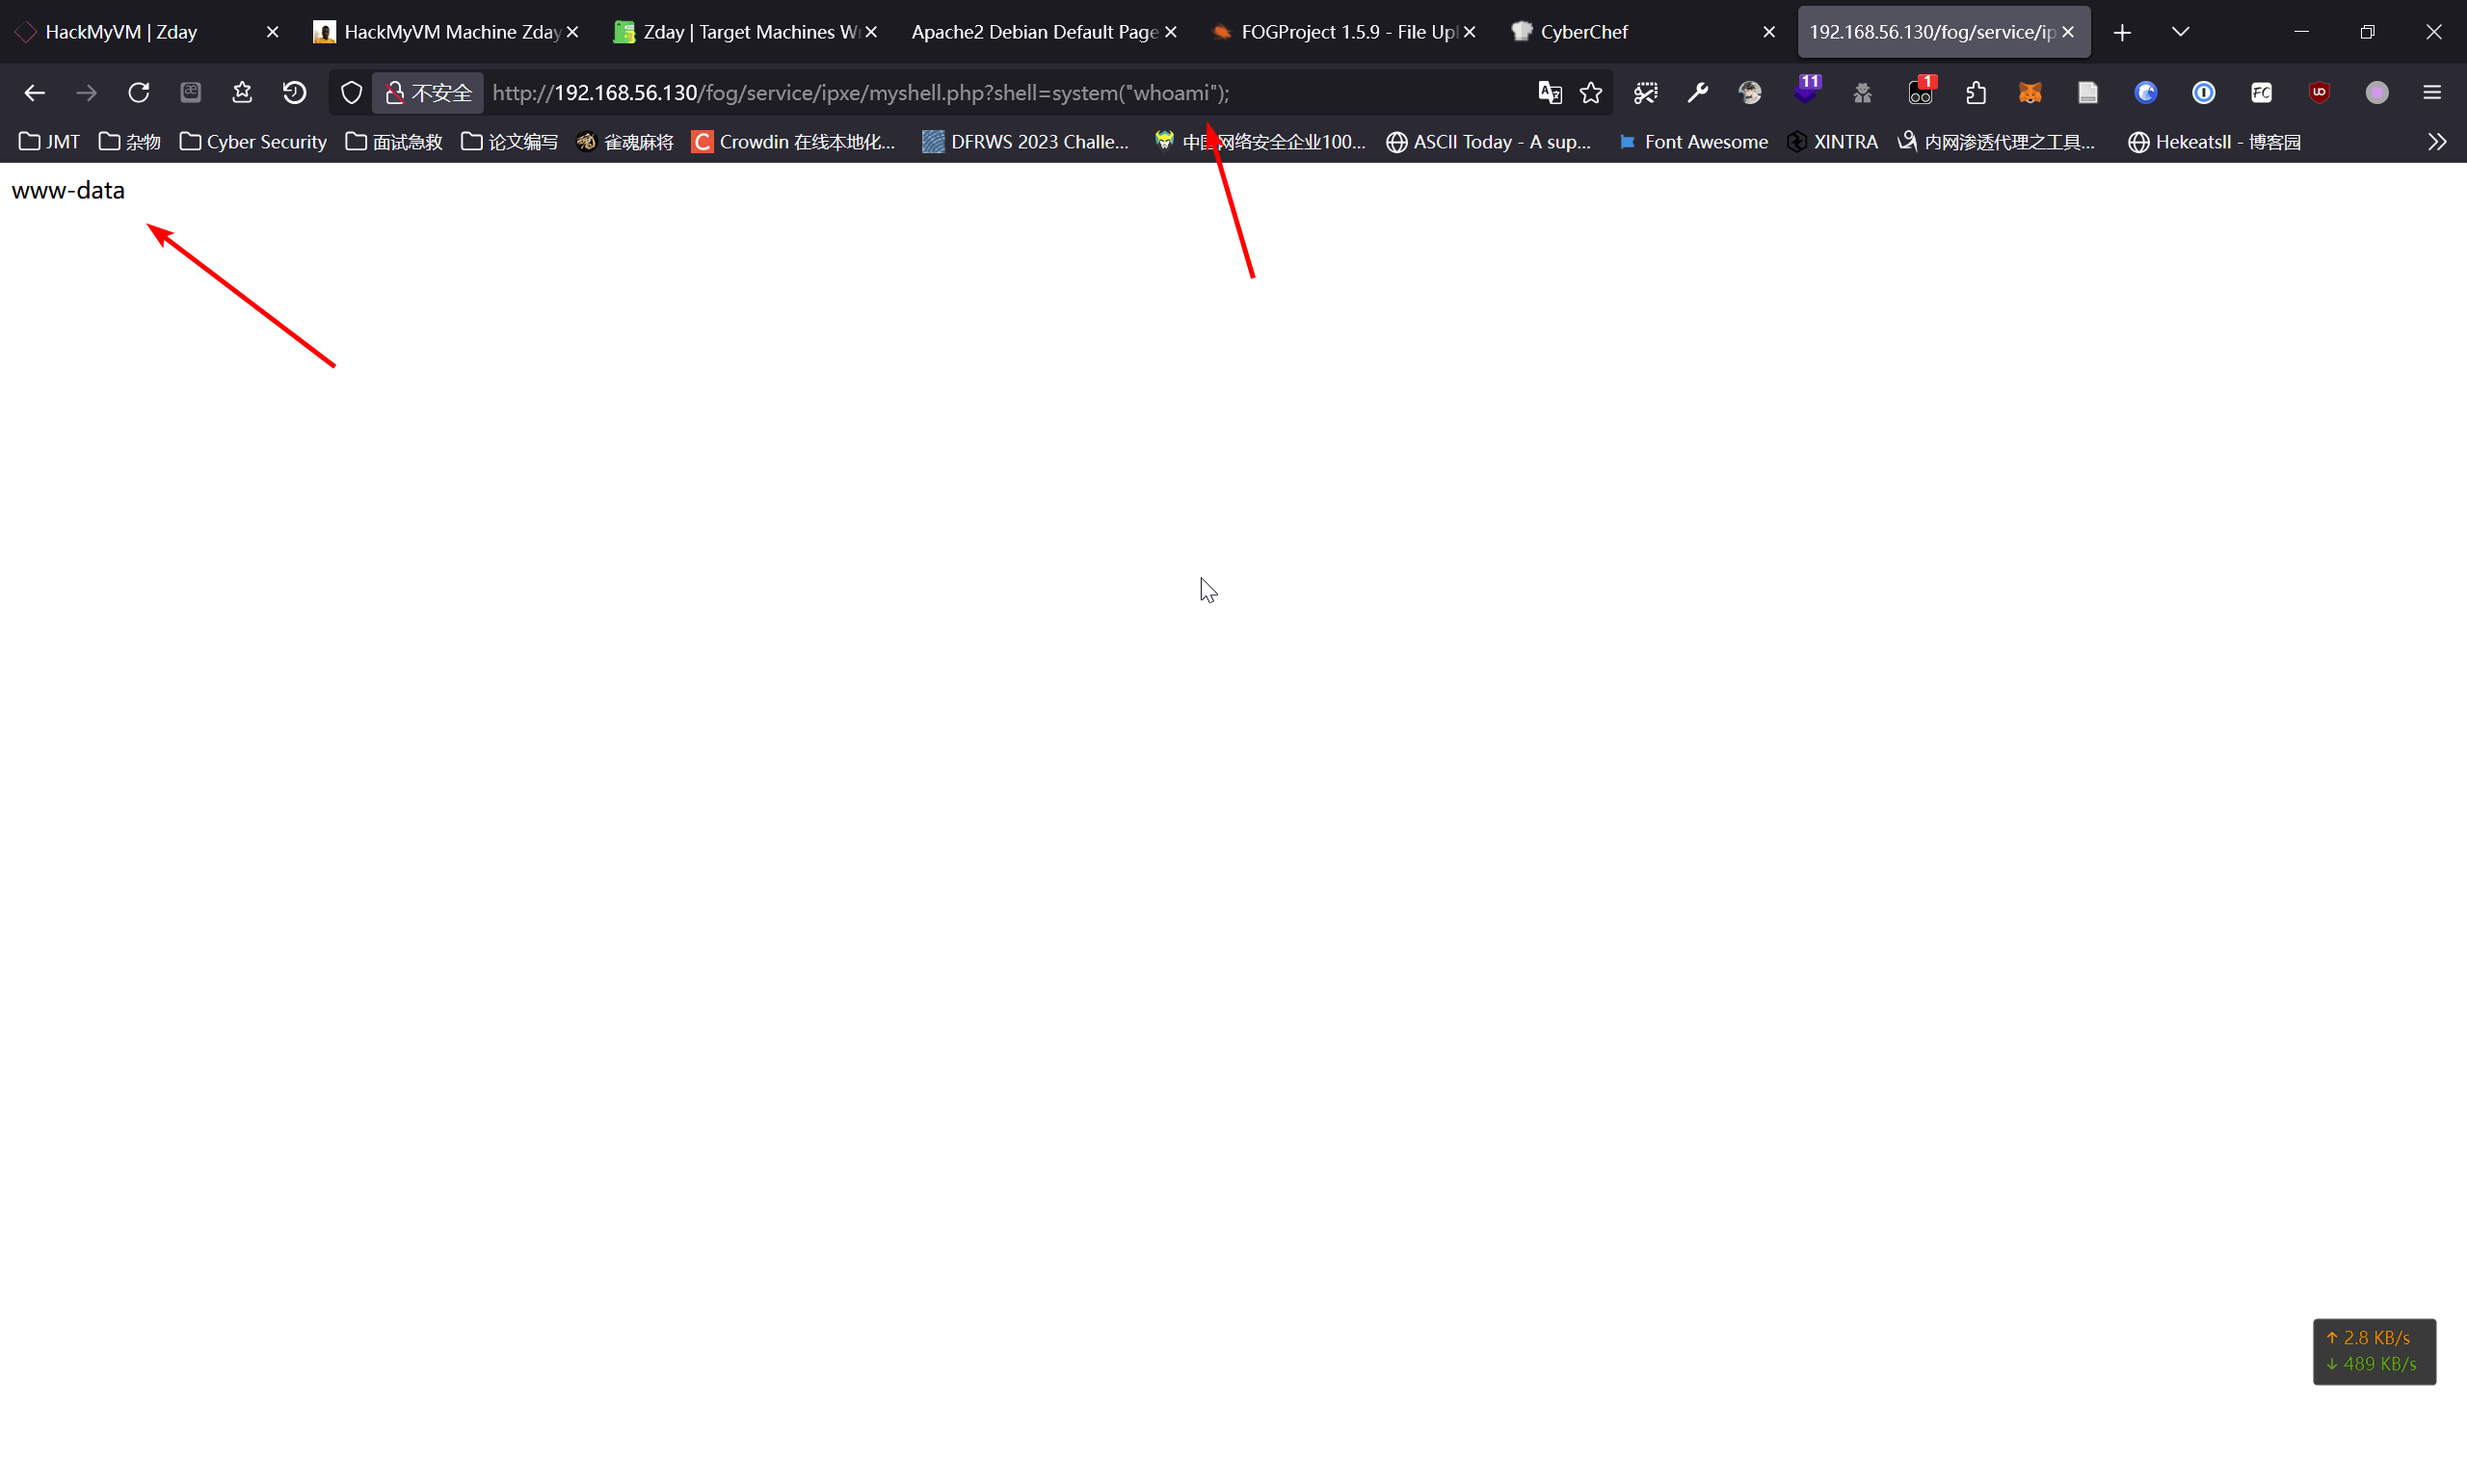 HackMyVM | Zday
HackMyVM Machine Zday
Zday | Target Machines W
Apache2 Debian Default Page
FOGProject 1.5.9 - File Upl
CyberChef
192.168.56.130/fog/service/ip
不安全
http://192.168.56.130/fog/service/ipxe/myshell.php?shell=system("whoami");
11
1
FC
JMT
杂物
Cyber Security
面试急救
论文编写
雀魂麻将
Crowdin 在线本地化...
DFRWS 2023 Challe...
中国网络安全企业100...
ASCII Today - A sup...
Font Awesome
XINTRA
内网渗透代理之工具...
Hekeatsll - 博客园
www-data
↑ 2.8 KB/s
↓ 489 KB/s